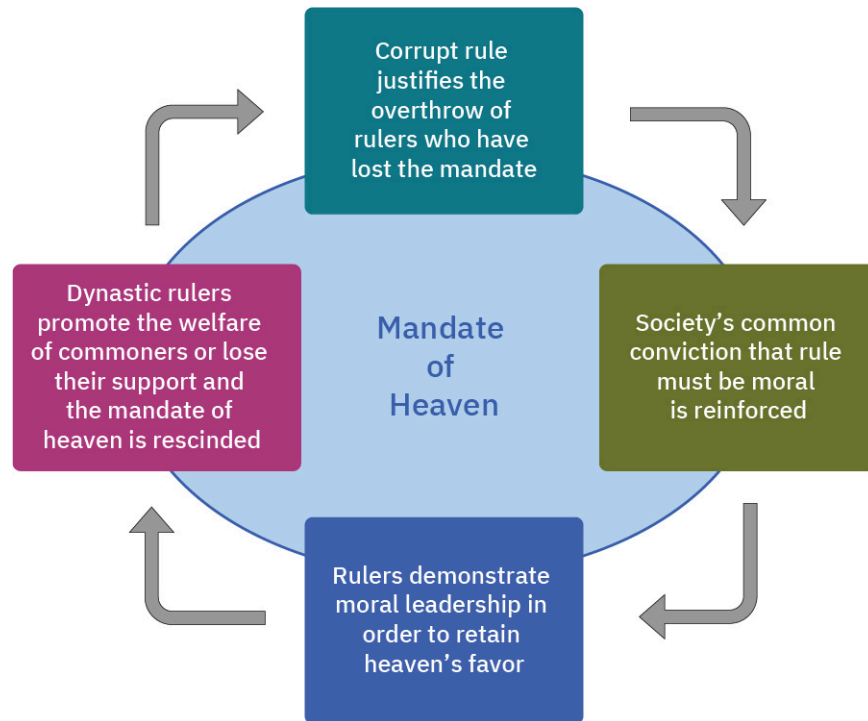 Corrupt rule
justifies the
overthrow of
rulers who have
lost the mandate
Dynastic rulers
promote the welfare
of commoners or lose
their support and
the mandate of
heaven is rescinded
Mandate
of
Heaven
Society’s common
conviction that rule
must be moral
is reinforced
Rulers demonstrate
moral leadership in
order to retain
heaven’s favor